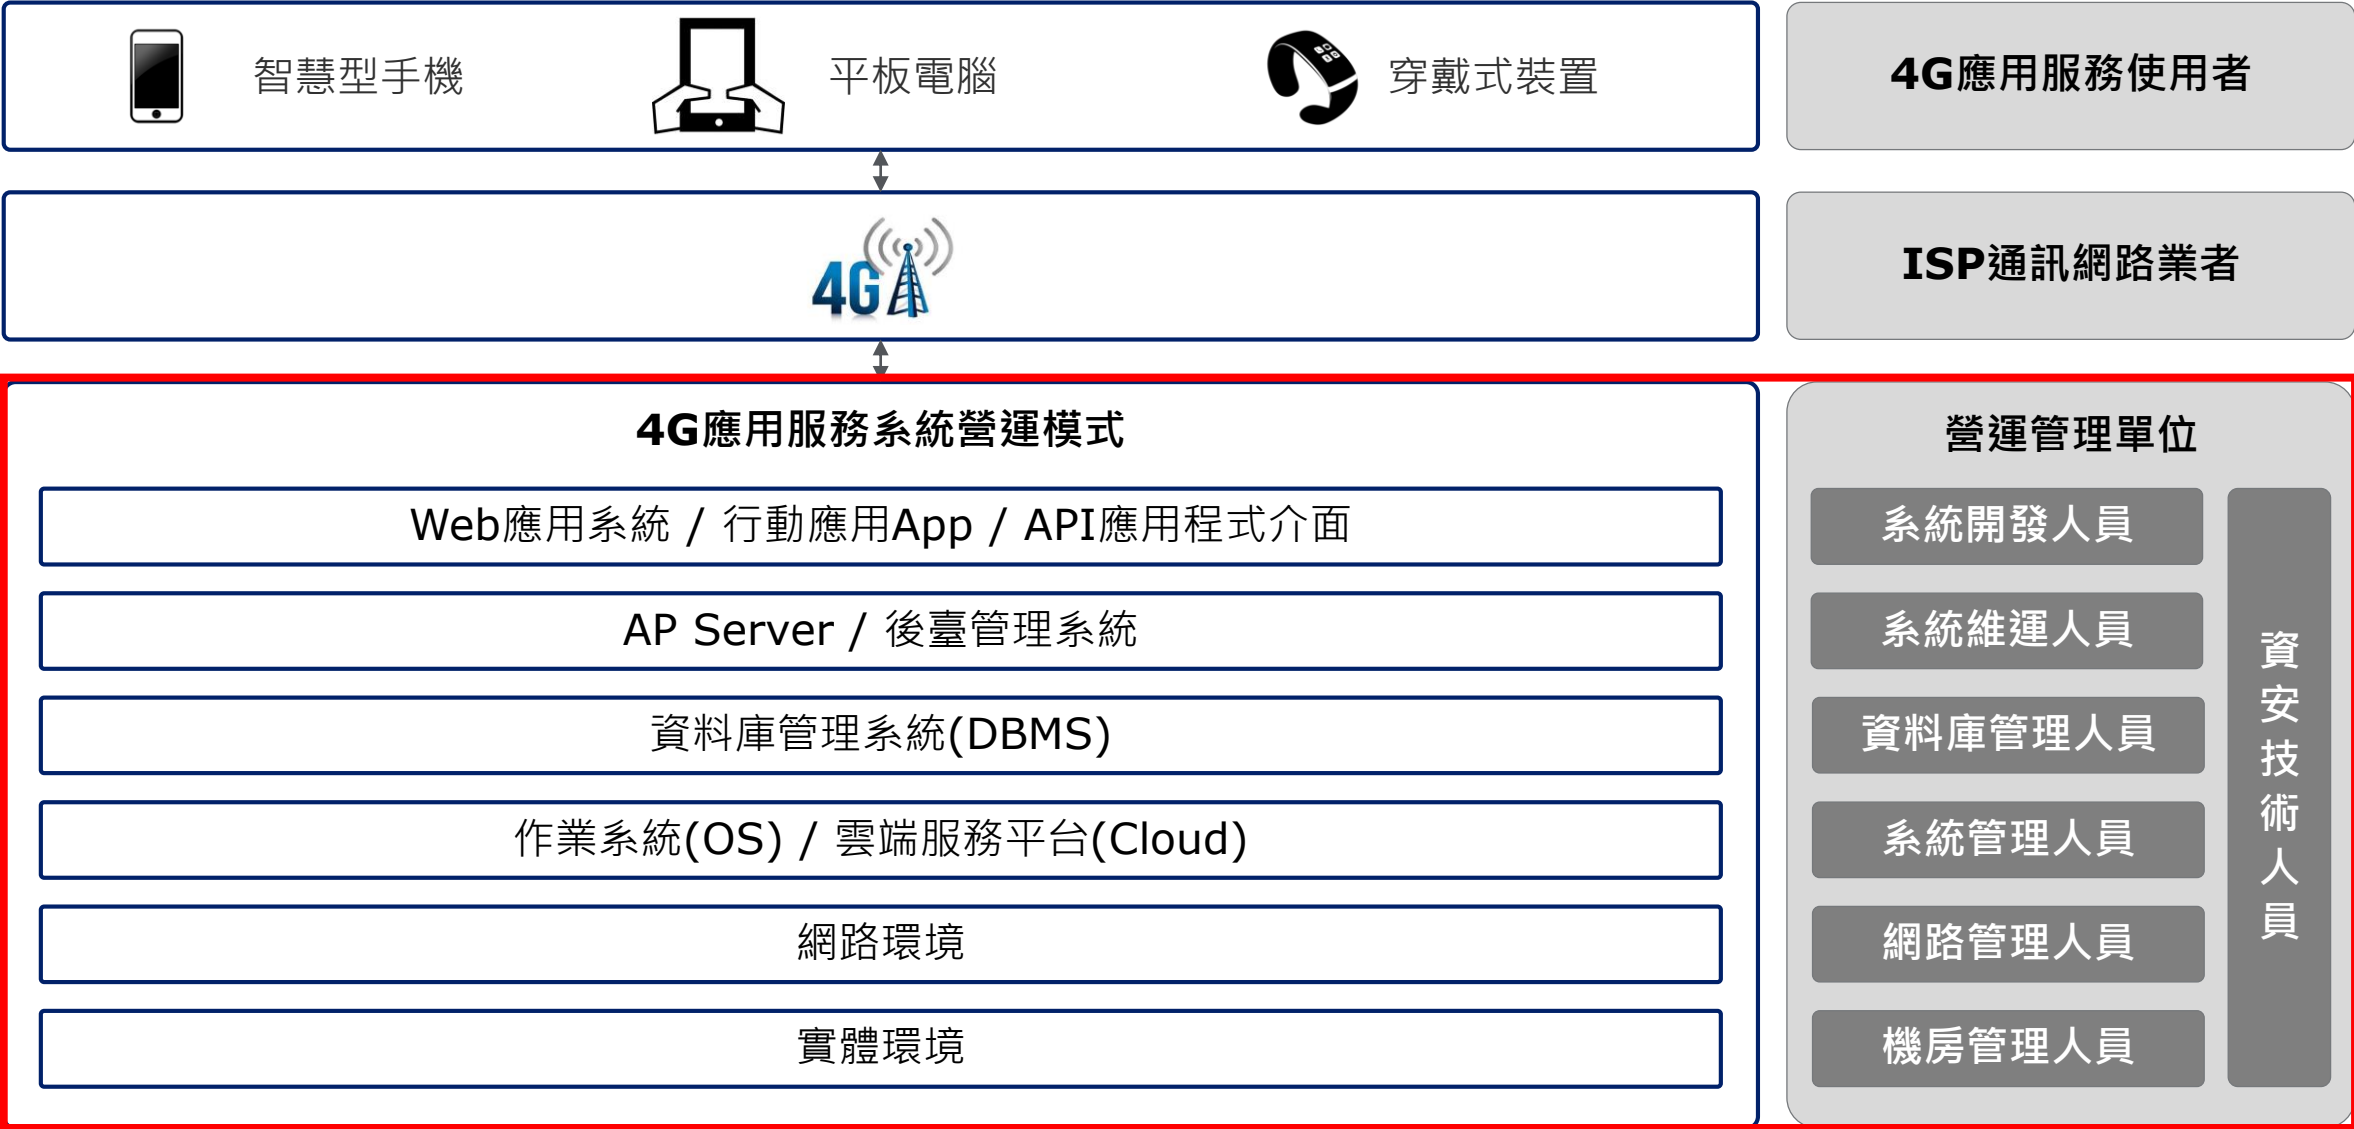 智慧型手機
平板電腦
穿戴式裝置
4G應用服務使用者
4G
ISP通訊網路業者
4G應用服務系統營運模式
營運管理單位
Web應用系統 / 行動應用App / API應用程式介面
系統開發人員
AP Server / 後臺管理系統
系統維運人員
資料庫管理系統(DBMS)
資料庫管理人員
作業系統(OS) / 雲端服務平台(Cloud)
系統管理人員
網路環境
網路管理人員
實體環境
機房管理人員
資安技術人員